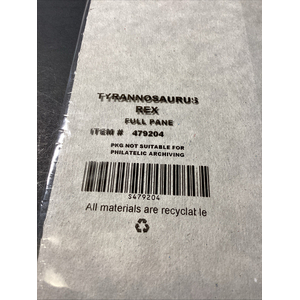 TYRANNOSAURUS
REX
FULL PANE
ITEM # 479204
PKG NOT SUITABLE FOR
PHILATELIC ARCHIVING
S479204
All materials are recyclable